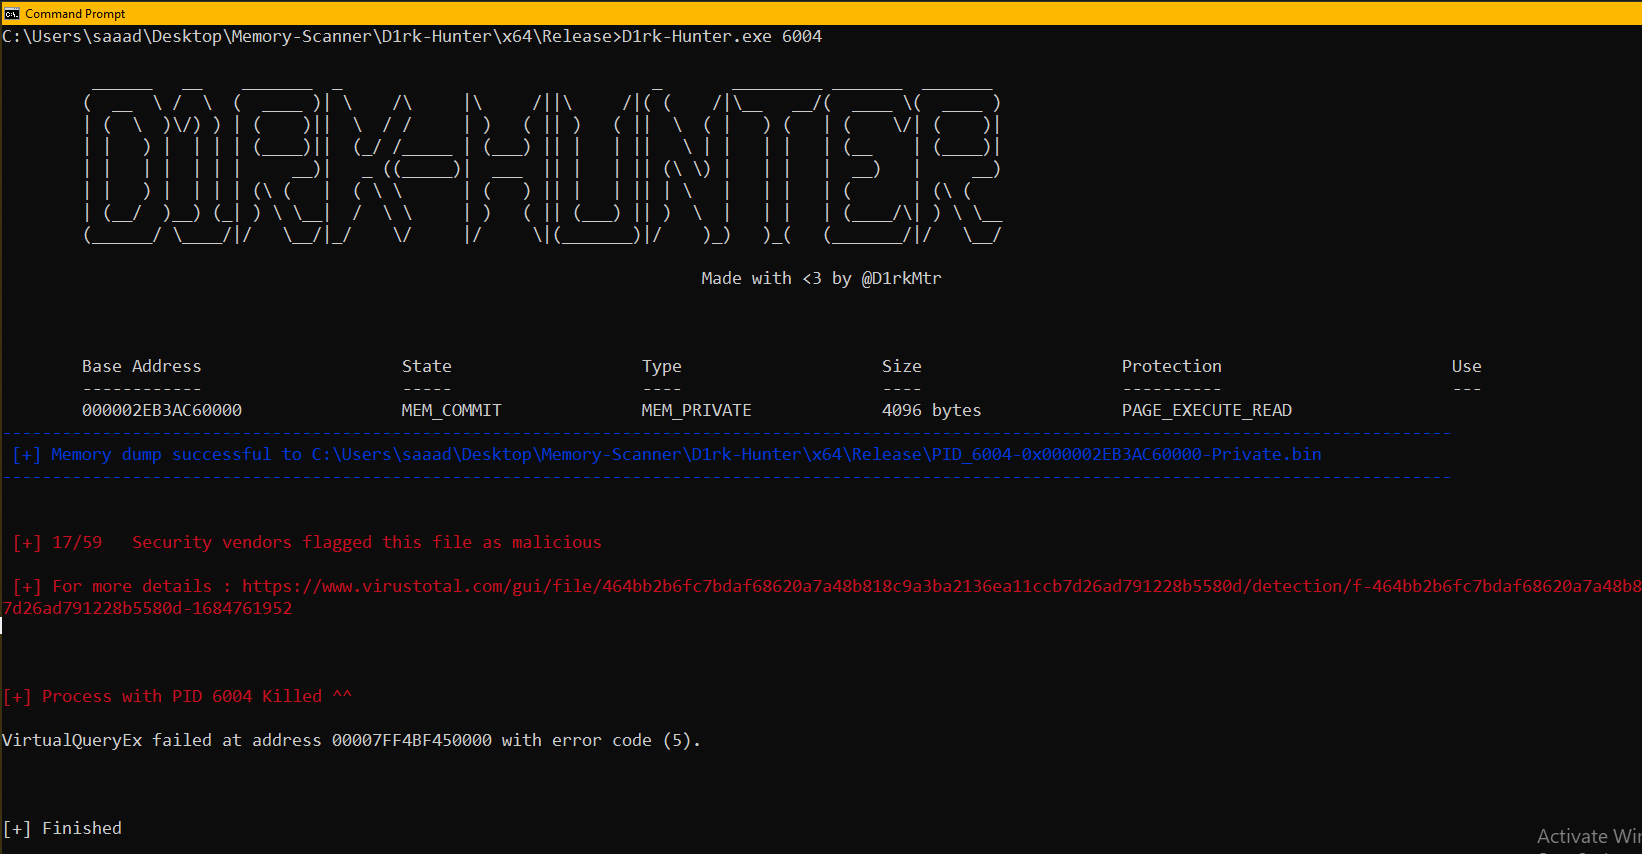 Command Prompt
C:\Users\saaad\Desktop\Memory-Scanner\D1rk-Hunter\x64\Release>D1rk-Hunter.exe 6004
D1RK-HUNTER
Made with <3 by @D1rkMtr
Base Address State Type Size Protection Use
------------ ----- ---- ---- ---------- ---
000002EB3AC60000 MEM_COMMIT MEM_PRIVATE 4096 bytes PAGE_EXECUTE_READ
[+] Memory dump successful to C:\Users\saaad\Desktop\Memory-Scanner\D1rk-Hunter\x64\Release\PID_6004-0x000002EB3AC60000-Private.bin
[+] 17/59 Security vendors flagged this file as malicious
[+] For more details : https://www.virustotal.com/gui/file/464bb2b6fc7bdaf68620a7a48b818c9a3ba2136ea11ccb7d26ad791228b5580d/detection/f-464bb2b6fc7bdaf68620a7a48b8
7d26ad791228b5580d-1684761952
[+] Process with PID 6004 Killed ^^
VirtualQueryEx failed at address 00007FF4BF450000 with error code (5).
[+] Finished
Activate Win